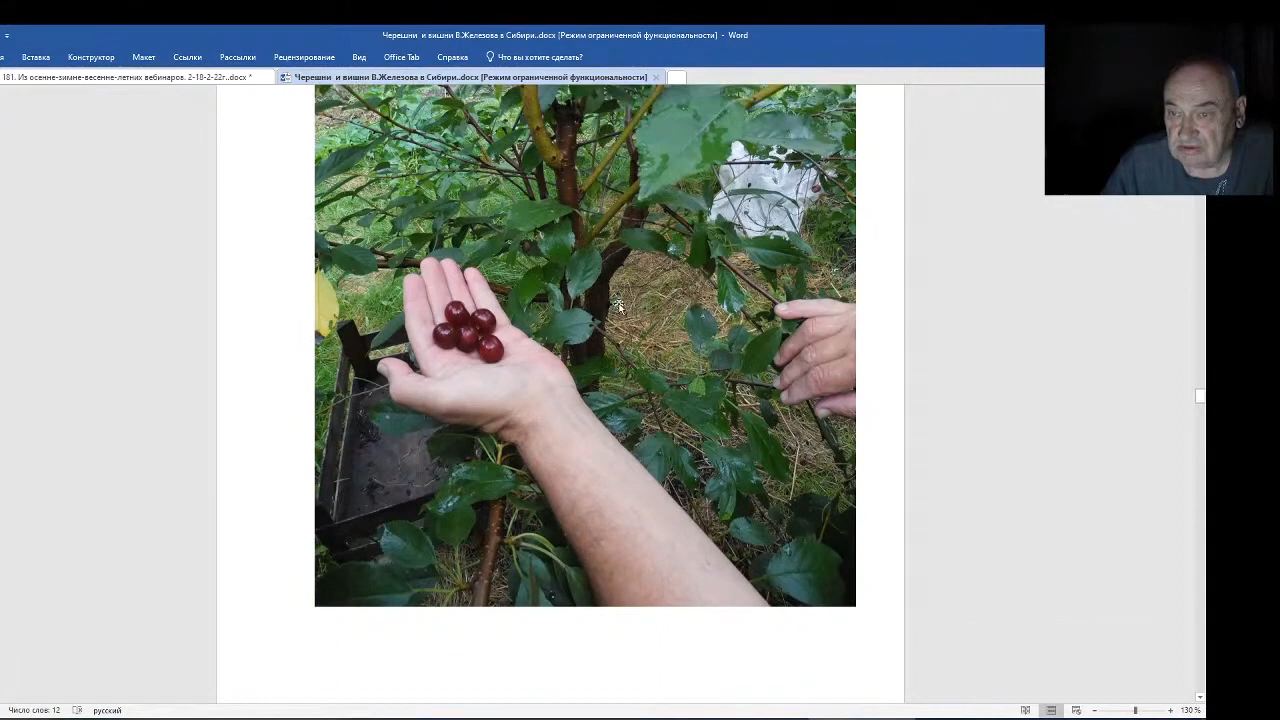 Черешни  и вишни В.Железова в Сибири..docx [Режим ограниченной функциональности] - Word
Вставка Конструктор Макет Ссылки Рассылки Рецензирование Вид Office Tab Справка Что вы хотите сделать?
181. Из осенне-зимне-весенне-летних вебинаров. 2-18-2-22г..docx * Черешни  и вишни В.Железова в Сибири..docx [Режим ограниченной функциональности]
Число слов: 12 русский 130%